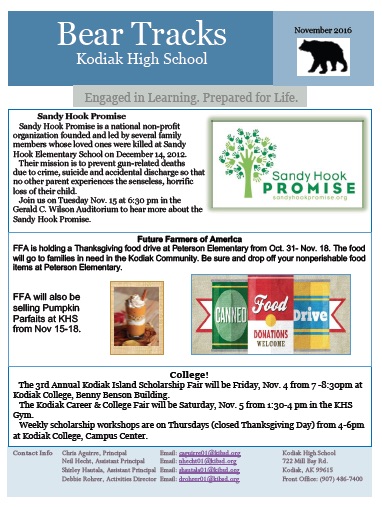 Bear Tracks
Kodiak High School
November 2016
Engaged in Learning. Prepared for Life.
Sandy Hook Promise
Sandy Hook Promise is a national non-profit
organization founded and led by several family
members whose loved ones were killed at Sandy
Hook Elementary School on December 14, 2012.
Their mission is to prevent gun-related deaths
due to crime, suicide and accidental discharge so that
no other parent experiences the senseless, horrific
loss of their child.
Join us on Tuesday Nov. 15 at 6:30 pm in the
Gerald C. Wilson Auditorium to hear more about the
Sandy Hook Promise.
Sandy Hook
PROMISE
sandyhookpromise.org
Future Farmers of America
FFA is holding a Thanksgiving food drive at Peterson Elementary from Oct. 31- Nov. 18. The food
will go to families in need in the Kodiak Community. Be sure and drop off your nonperishable food
items at Peterson Elementary.
FFA will also be
selling Pumpkin
Parfaits at KHS
from Nov 15-18.
CANNED
Food
DONATIONS
WELCOME
Drive
College!
The 3rd Annual Kodiak Island Scholarship Fair will be Friday, Nov. 4 from 7 -8:30pm at
Kodiak College, Benny Benson Building.
The Kodiak Career & College Fair will be Saturday, Nov. 5 from 1:30-4 pm in the KHS
Gym.
Weekly scholarship workshops are on Thursdays (closed Thanksgiving Day) from 4-6pm
at Kodiak College, Campus Center.
Contact Info Chris Aguirre, Principal Email: caguirre01@kibsd.org Kodiak High School
Neil Hecht, Assistant Principal Email: nhecht01@kibsd.org 722 Mill Bay Rd.
Shirley Hautala, Assistant Principal Email: shautala01@kibsd.org Kodiak, AK 99615
Debbie Rohrer, Activities Director Email: drohrer01@kibsd.org Front Office: (907) 486-7400